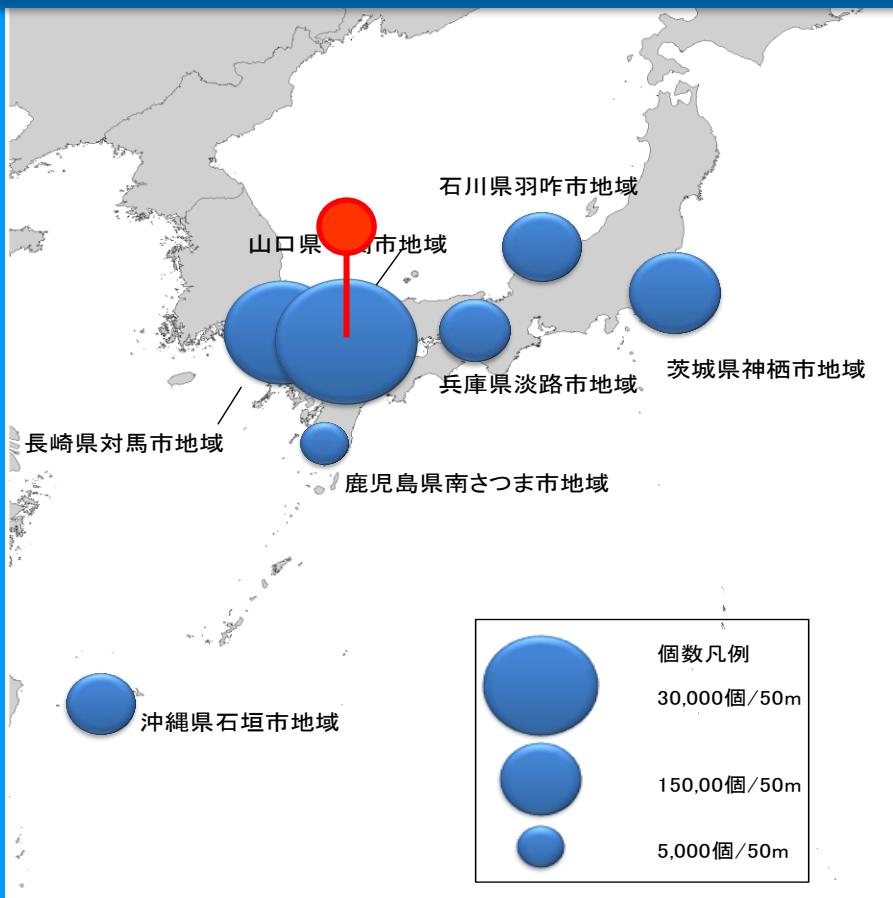 石川県羽咋市地域
山口県 市地域
茨城県神栖市地域
兵庫県淡路市地域
長崎県対馬市地域
鹿児島県南さつま市地域
個数凡例
30,000個/50m
沖縄県石垣市地域
150,00個/50m
5,000個/50m